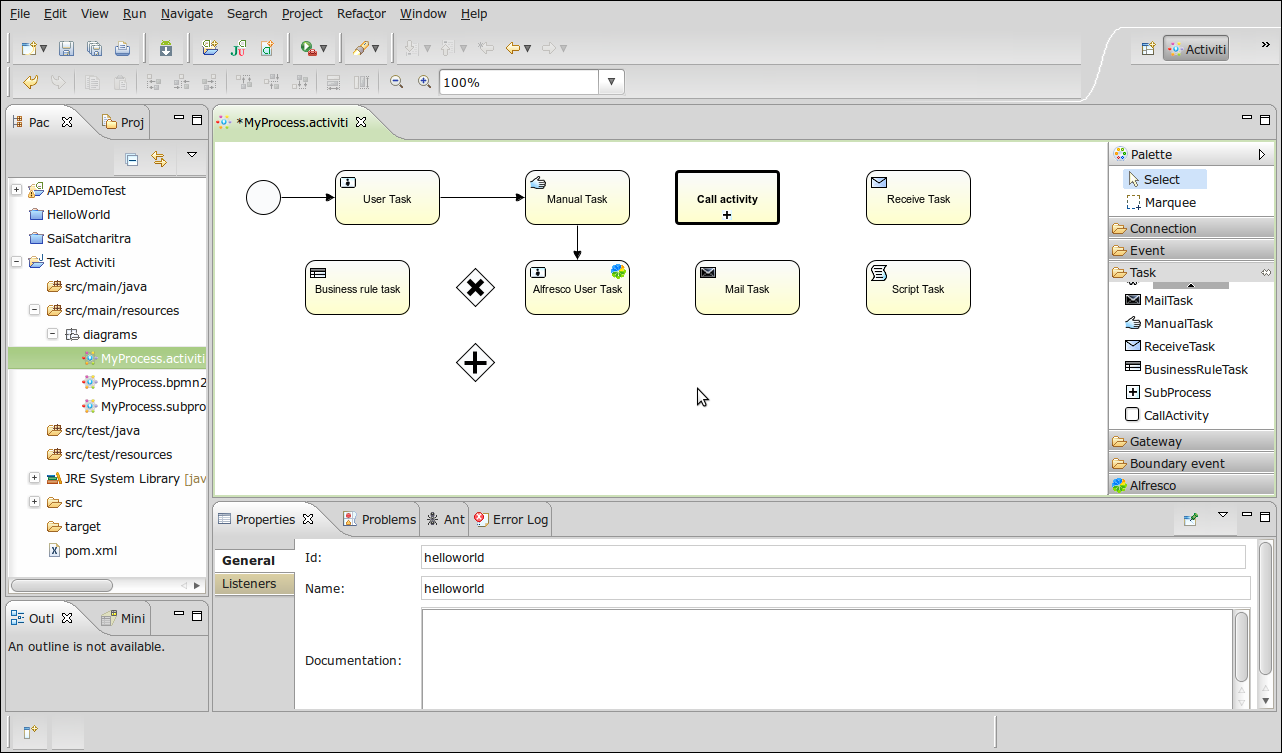 File Edit View Run Navigate Search Project Refactor Window Help
Activiti »
100%
Pac Proj
*MyProcess.activiti
APIDemoTest
HelloWorld
SaiSatcharitra
Test Activiti
src/main/java
src/main/resources
diagrams
MyProcess.activiti
MyProcess.bpmn2
MyProcess.subpro
src/test/java
src/test/resources
JRE System Library [jav
src
target
pom.xml
User Task
Manual Task
Call activity
Receive Task
Business rule task
Alfresco User Task
Mail Task
Script Task
Palette
Select
Marquee
Connection
Event
Task
MailTask
ManualTask
ReceiveTask
BusinessRuleTask
SubProcess
CallActivity
Gateway
Boundary event
Alfresco
Outl Mini
An outline is not available.
Properties Problems Ant Error Log
General
Listeners
Id: helloworld
Name: helloworld
Documentation: